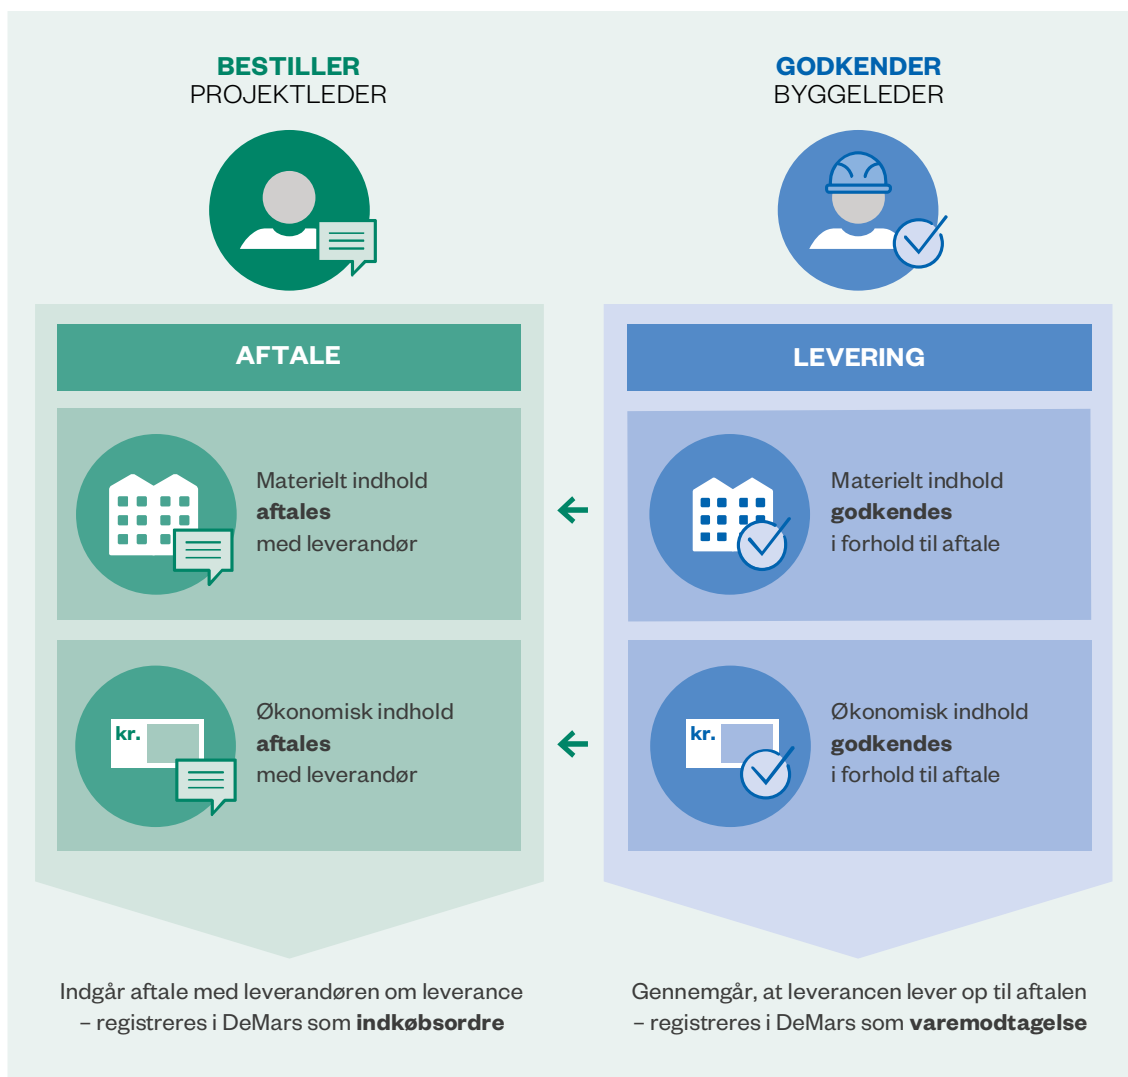 BESTILLER
PROJEKTLEDER
AFTALE
Materielt indhold
aftales
med leverandør
kr.
Økonomisk indhold
aftales
med leverandør
Indgår aftale med leverandøren om leverance
– registreres i DeMars som indkøbsordre
GODKENDER
BYGGELEDER
LEVERING
Materielt indhold
godkendes
i forhold til aftale
kr.
Økonomisk indhold
godkendes
i forhold til aftale
Gennemgår, at leverancen lever op til aftalen
– registreres i DeMars som varemodtagelse